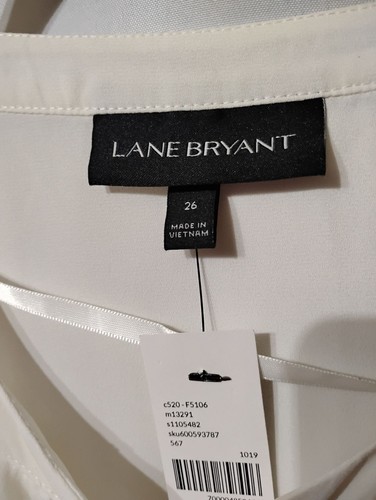 LANE BRYANT
26
MADE IN
VIETNAM
c520 - F5106
m13291
s1105482
sku600593787
567
1019